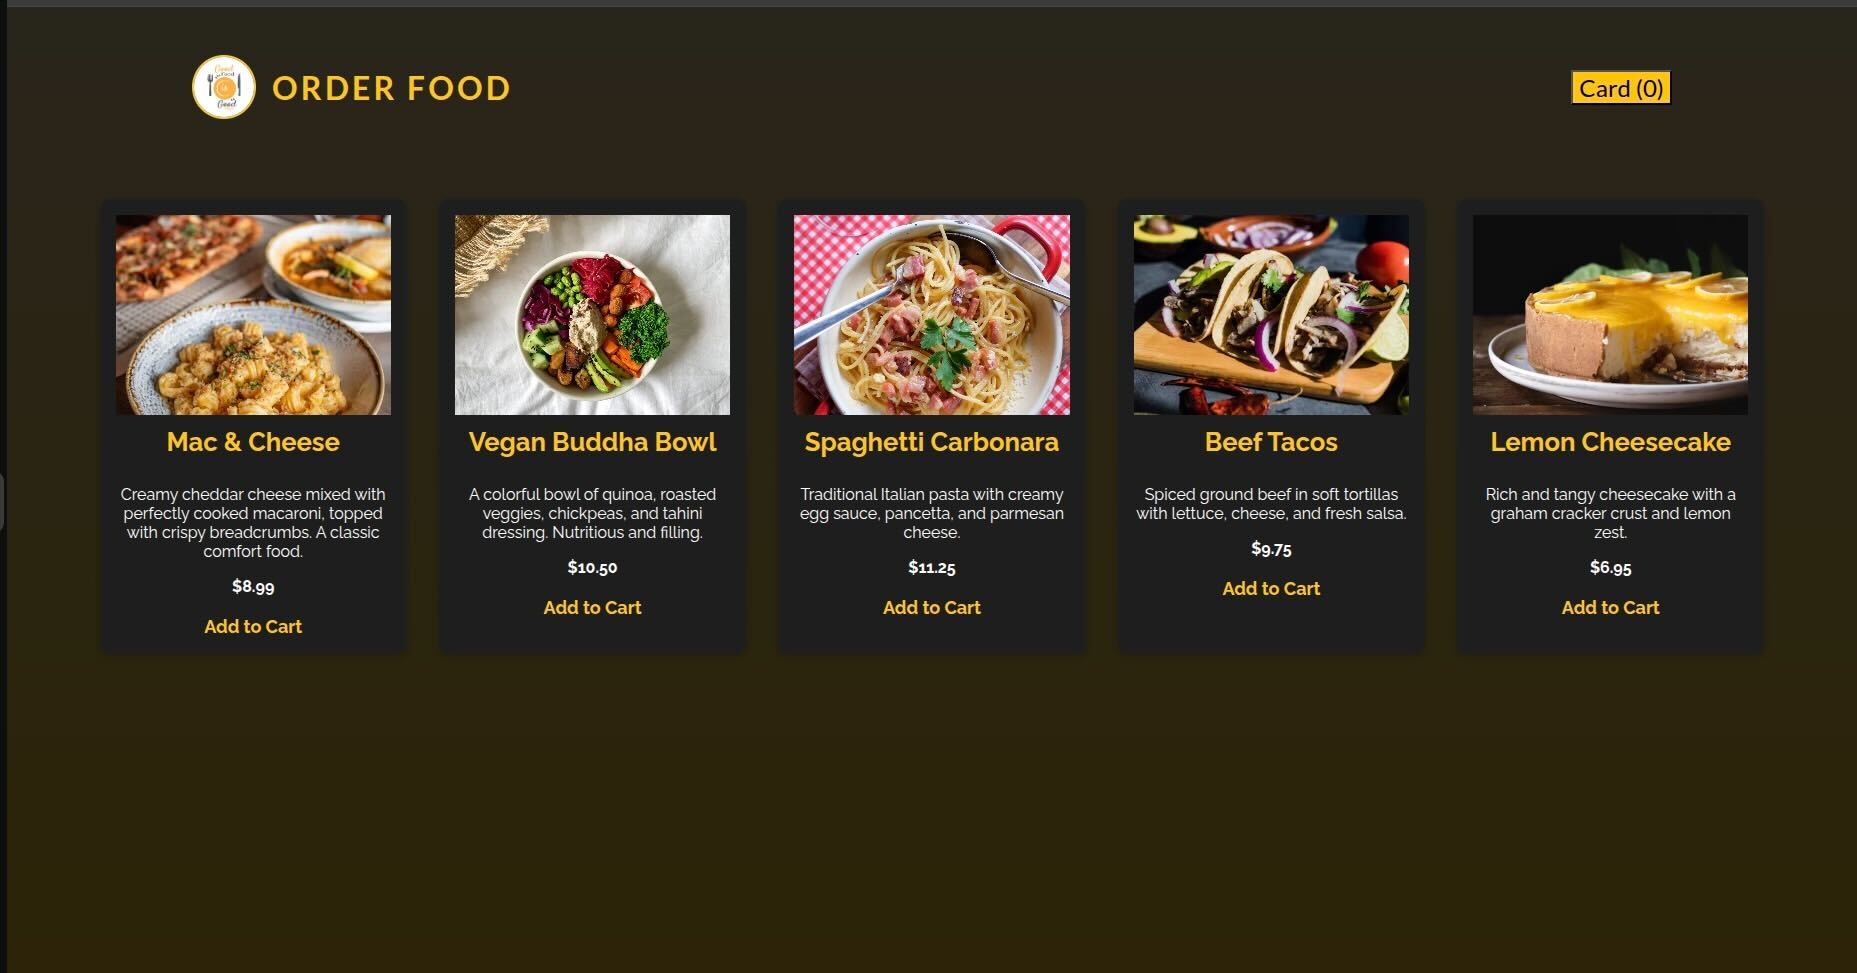 Good
Food
is
Good
ORDER FOOD
Card (0)
Mac & Cheese
Creamy cheddar cheese mixed with
perfectly cooked macaroni, topped
with crispy breadcrumbs. A classic
comfort food.
$8.99
Add to Cart
Vegan Buddha Bowl
A colorful bowl of quinoa, roasted
veggies, chickpeas, and tahini
dressing. Nutritious and filling.
$10.50
Add to Cart
Spaghetti Carbonara
Traditional Italian pasta with creamy
egg sauce, pancetta, and parmesan
cheese.
$11.25
Add to Cart
Beef Tacos
Spiced ground beef in soft tortillas
with lettuce, cheese, and fresh salsa.
$9.75
Add to Cart
Lemon Cheesecake
Rich and tangy cheesecake with a
graham cracker crust and lemon
zest.
$6.95
Add to Cart